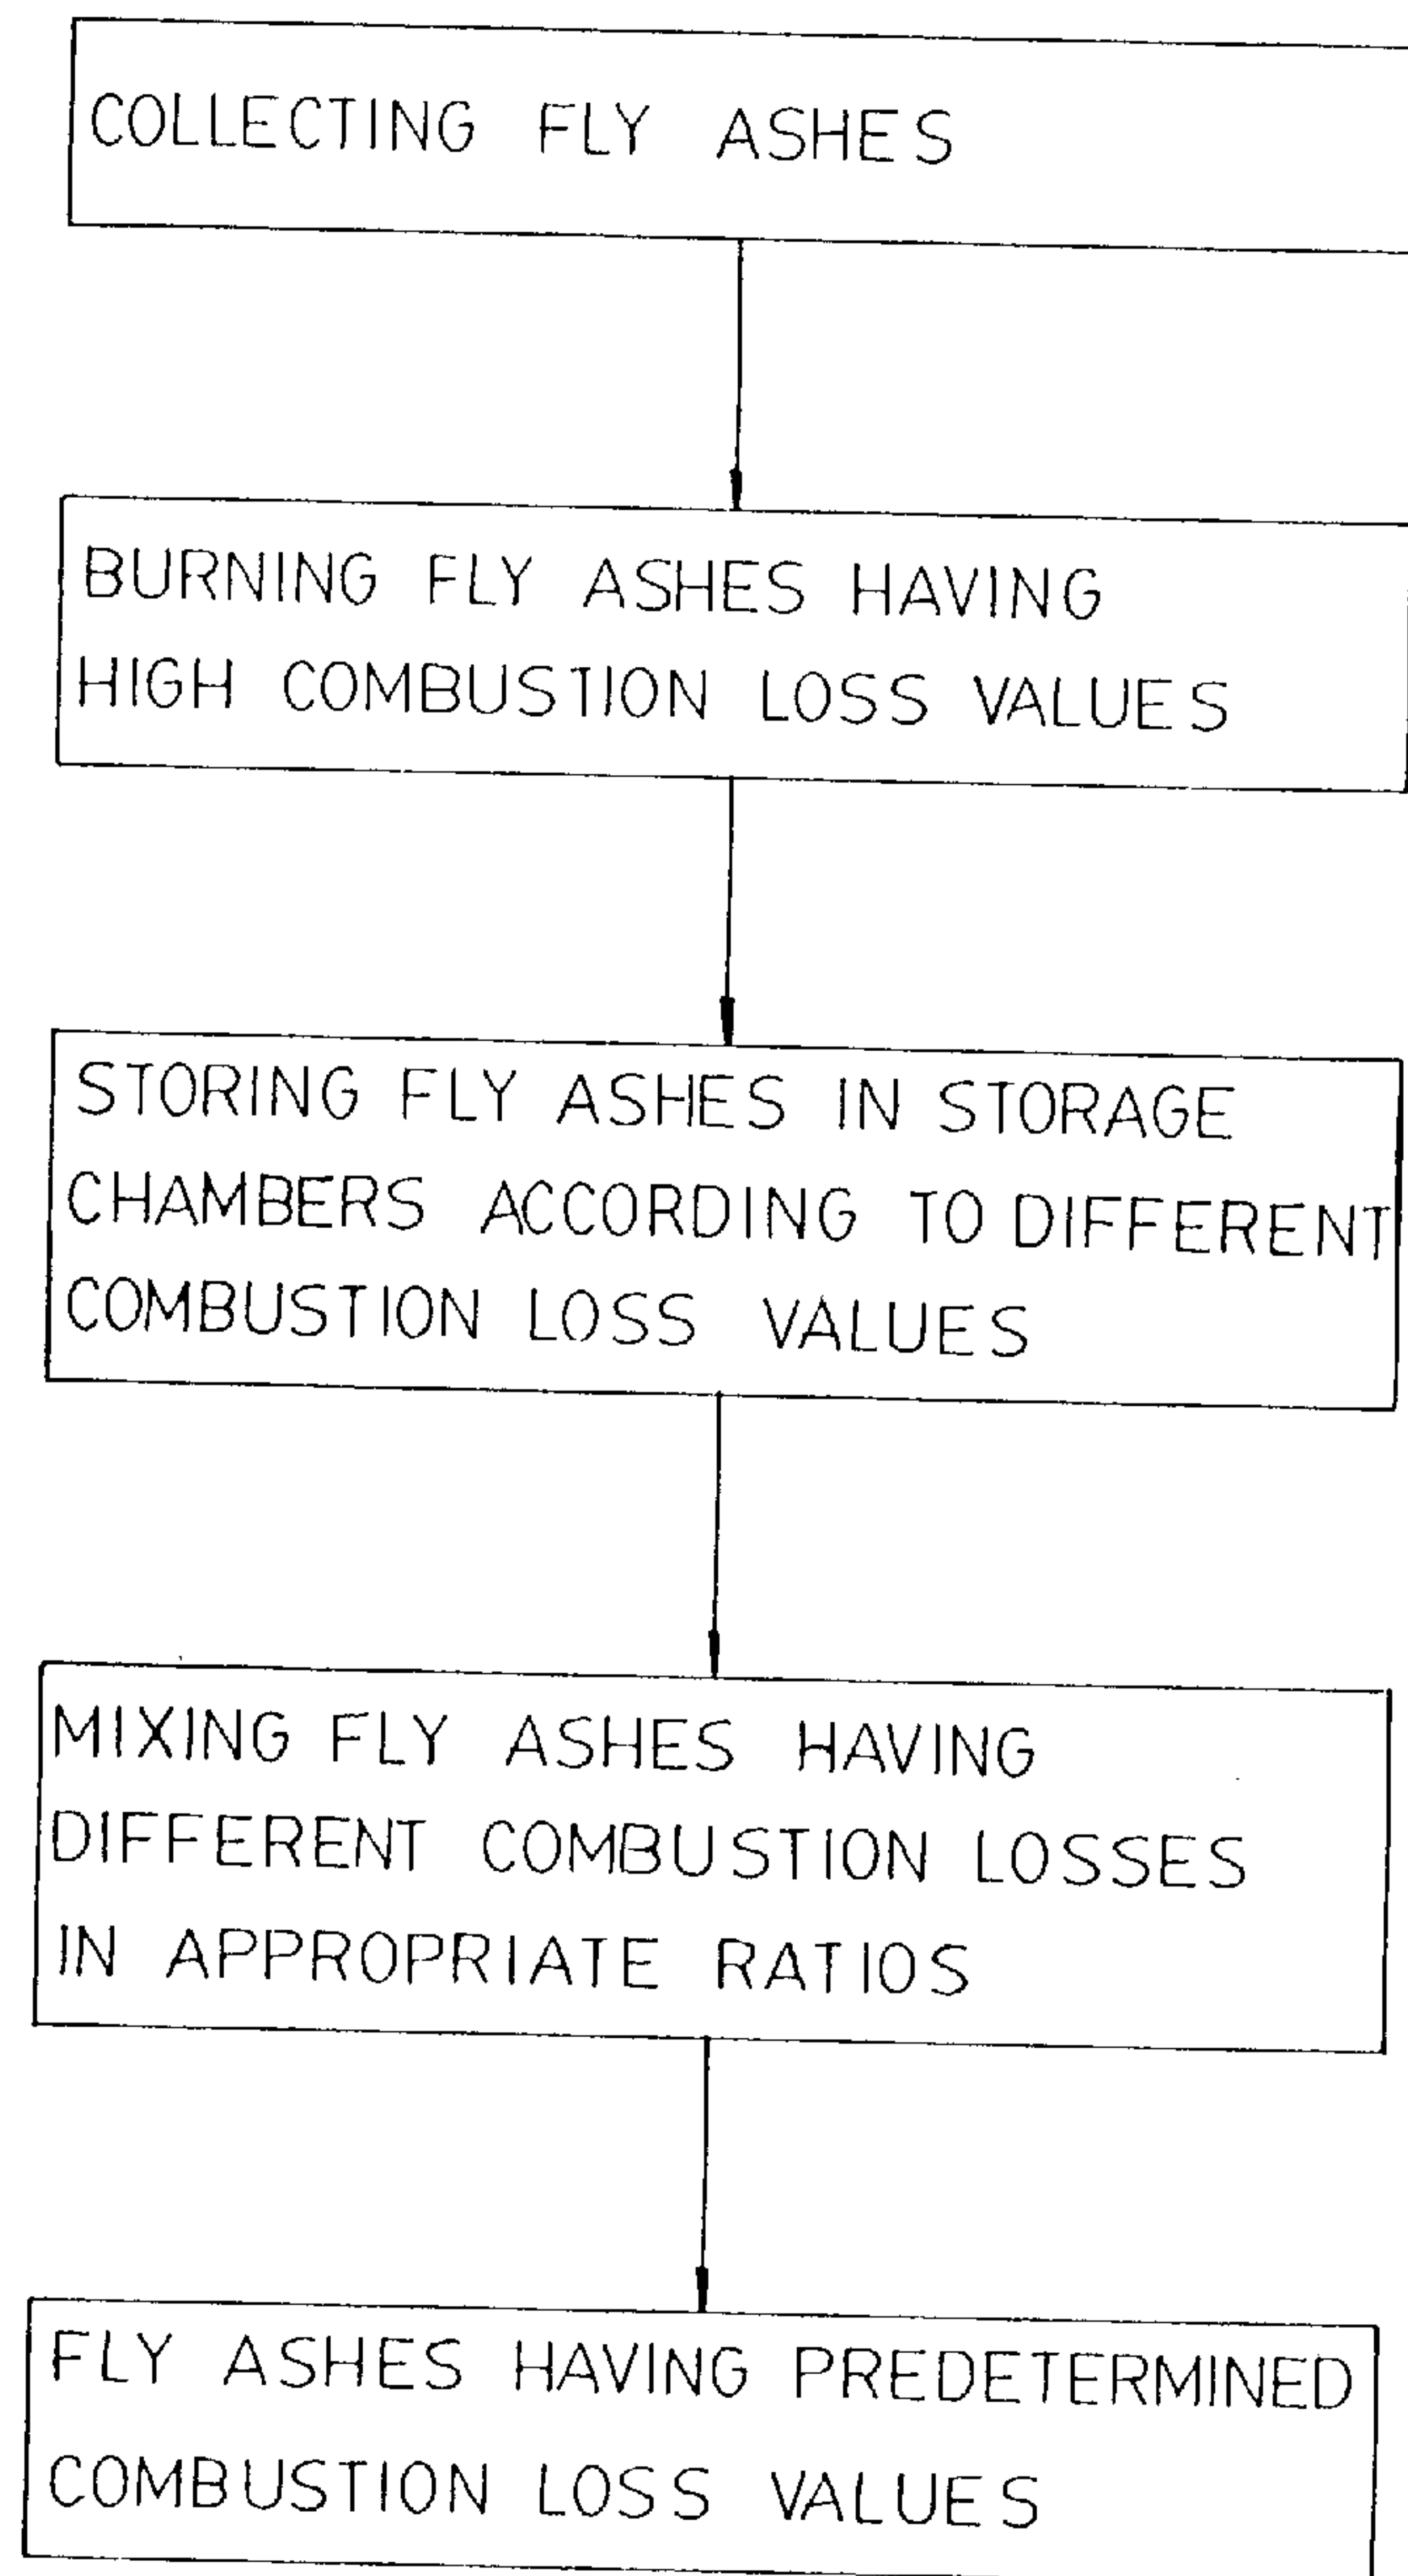 COLLECTING FLY ASHES
BURNING FLY ASHES HAVING
HIGH COMBUSTION LOSS VALUES
STORING FLY ASHES IN STORAGE
CHAMBERS ACCORDING TO DIFFERENT
COMBUSTION LOSS VALUES
MIXING FLY ASHES HAVING
DIFFERENT COMBUSTION LOSSES
IN APPROPRIATE RATIOS
FLY ASHES HAVING PREDETERMINED
COMBUSTION LOSS VALUES